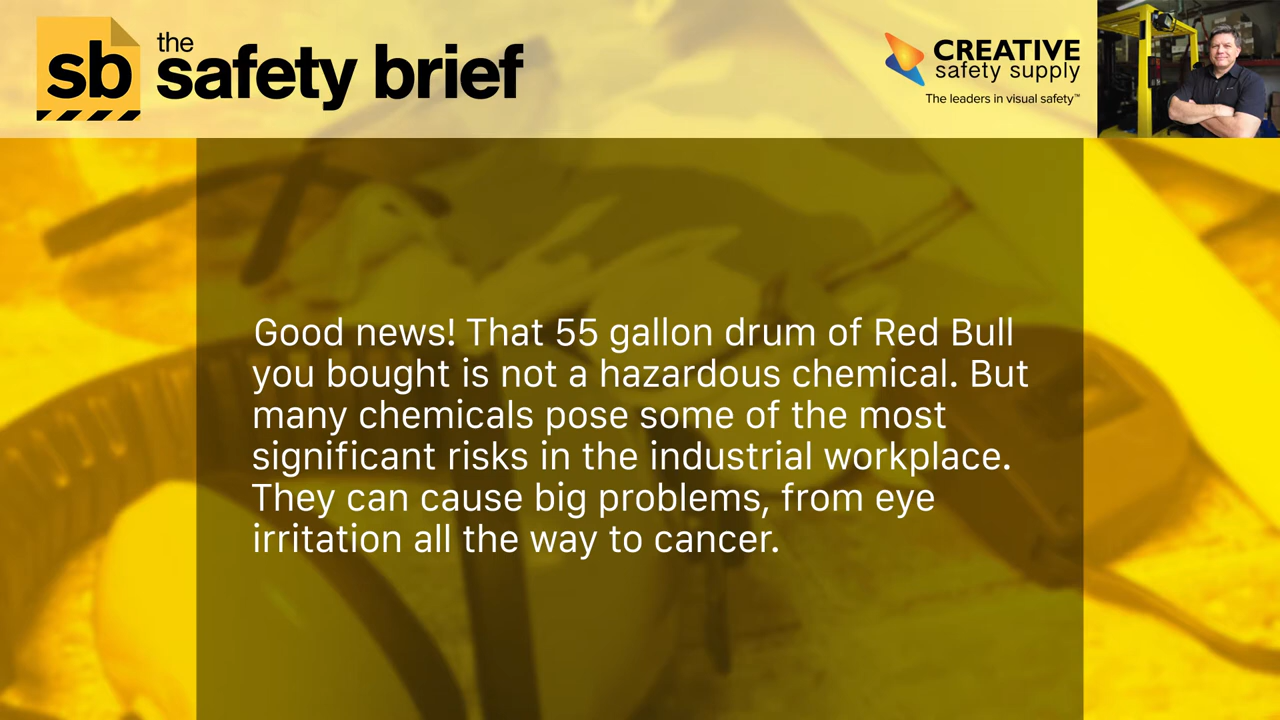 sb
the
safety brief
CREATIVE
safety supply
The leaders in visual safety™
Good news! That 55 gallon drum of Red Bull
you bought is not a hazardous chemical. But
many chemicals pose some of the most
significant risks in the industrial workplace.
They can cause big problems, from eye
irritation all the way to cancer.